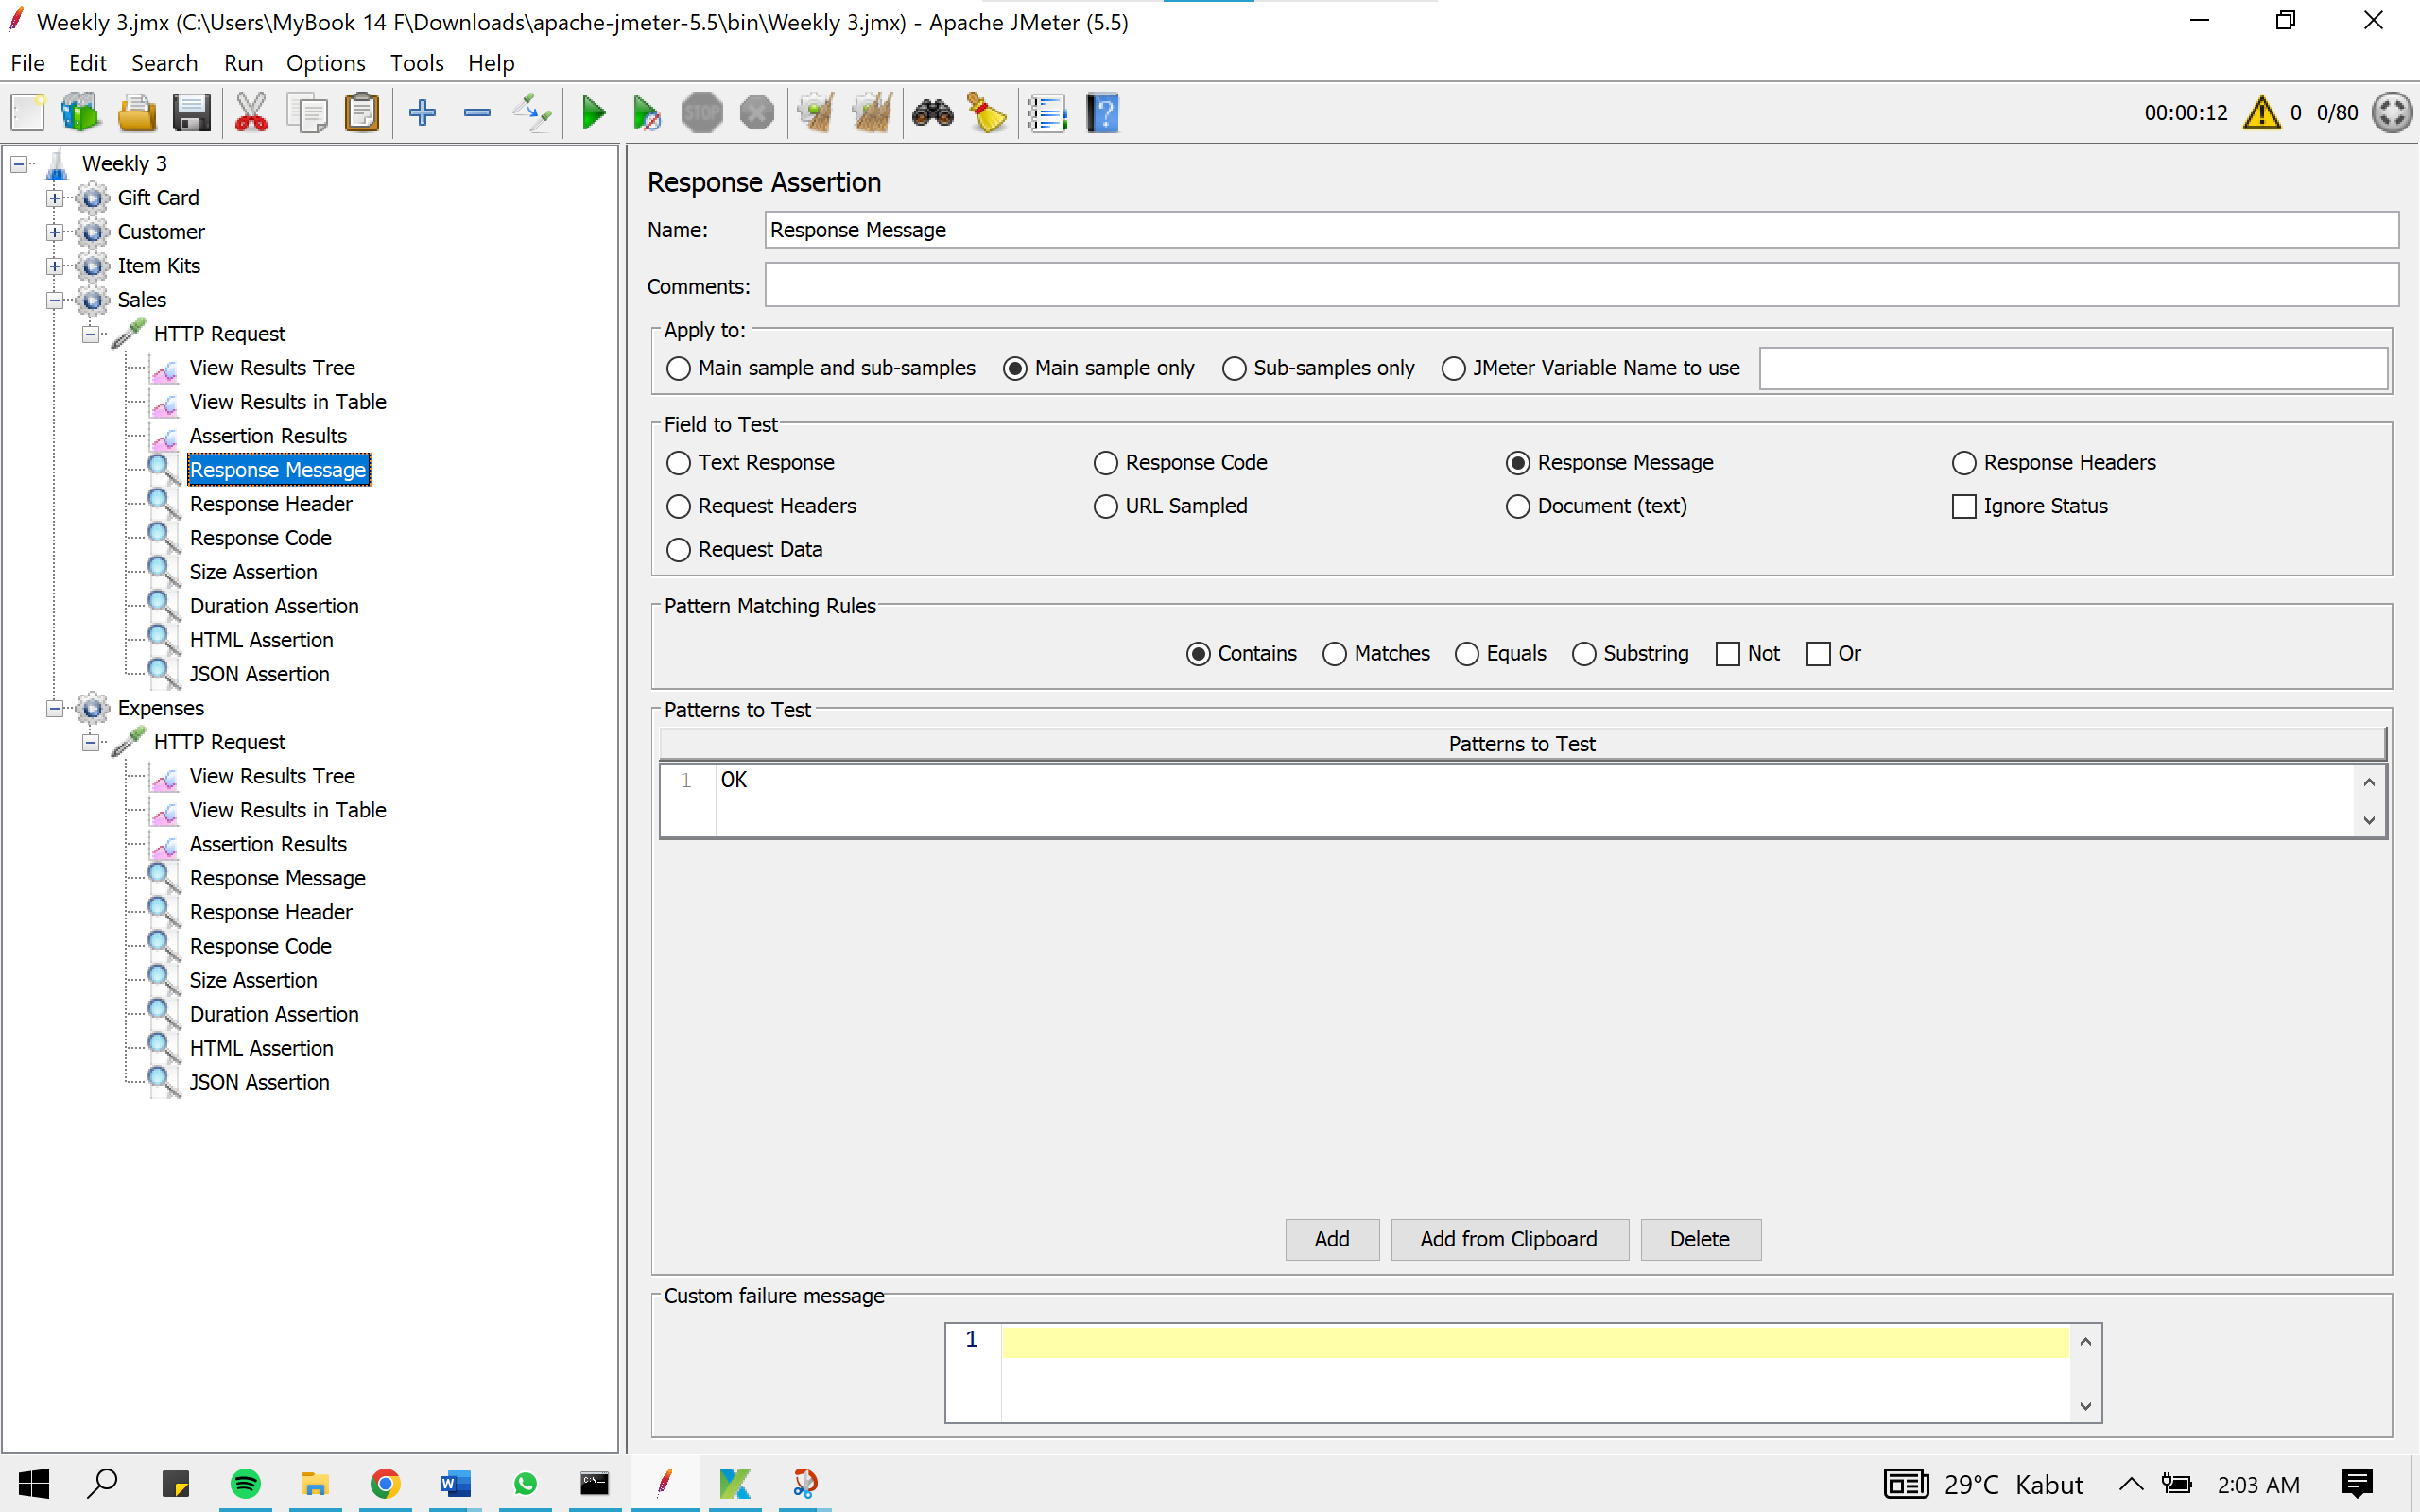 Weekly 3.jmx (C:\Users\MyBook 14 F\Downloads\apache-jmeter-5.5\bin\Weekly 3.jmx) - Apache JMeter (5.5)
File Edit Search Run Options Tools Help
STOP 00:00:12 0 0/80
Weekly 3
Gift Card
Customer
Item Kits
Sales
HTTP Request
View Results Tree
View Results in Table
Assertion Results
Response Message
Response Header
Response Code
Size Assertion
Duration Assertion
HTML Assertion
JSON Assertion
Expenses
HTTP Request
View Results Tree
View Results in Table
Assertion Results
Response Message
Response Header
Response Code
Size Assertion
Duration Assertion
HTML Assertion
JSON Assertion
Response Assertion
Name: Response Message
Comments:
Apply to:
Main sample and sub-samples Main sample only Sub-samples only JMeter Variable Name to use
Field to Test
Text Response Response Code Response Message Response Headers
Request Headers URL Sampled Document (text) Ignore Status
Request Data
Pattern Matching Rules
Contains Matches Equals Substring Not Or
Patterns to Test
Patterns to Test
1 OK
Add Add from Clipboard Delete
Custom failure message
1
29°C Kabut 2:03 AM